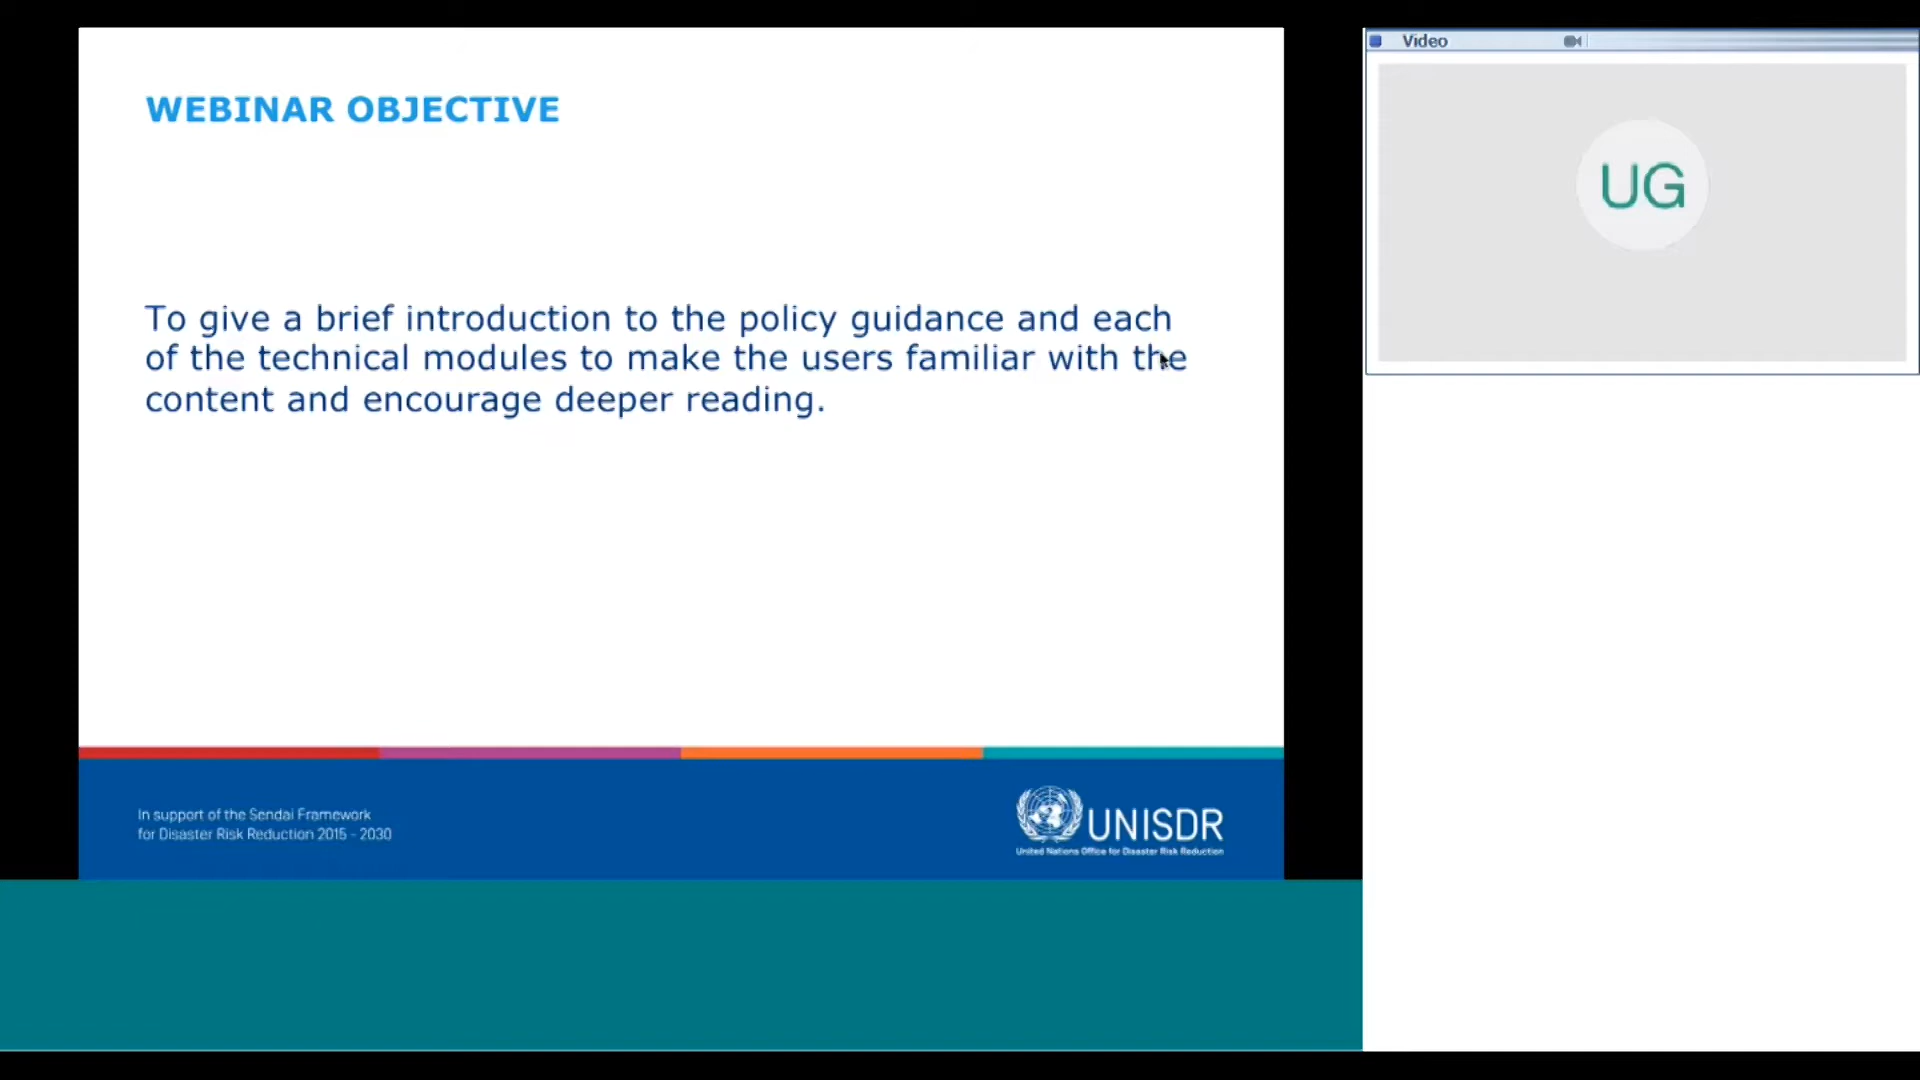 WEBINAR OBJECTIVE
To give a brief introduction to the policy guidance and each
of the technical modules to make the users familiar with the
content and encourage deeper reading.
In support of the Sendai Framework
for Disaster Risk Reduction 2015 - 2030
UNISDR
United Nations Office for Disaster Risk Reduction
Video
UG